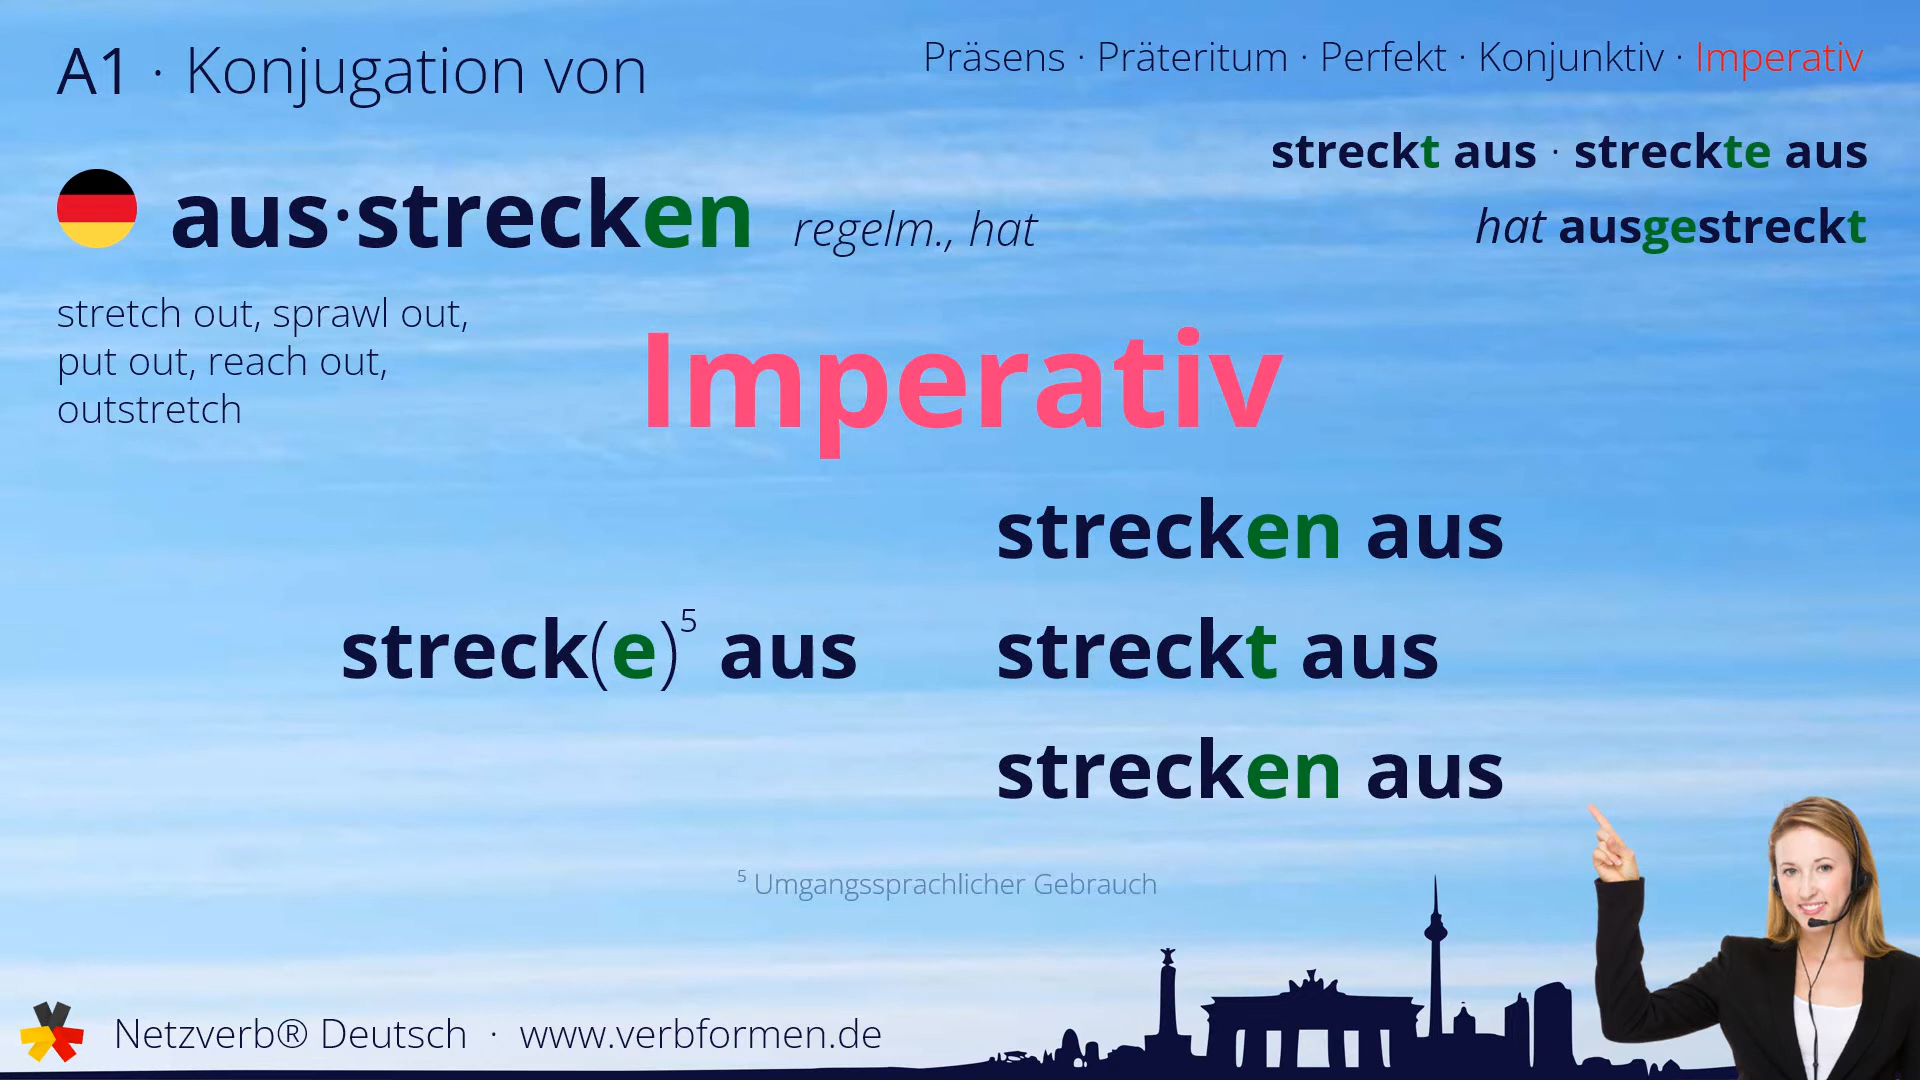 A1 · Konjugation von
Präsens · Präteritum · Perfekt · Konjunktiv · Imperativ
streckt aus · streckte aus
aus·strecken regelm., hat
hat ausgestreckt
stretch out, sprawl out,
put out, reach out,
outstretch
Imperativ
strecken aus
streck(e)⁵ aus
streckt aus
strecken aus
⁵ Umgangssprachlicher Gebrauch
Netzverb® Deutsch · www.verbformen.de